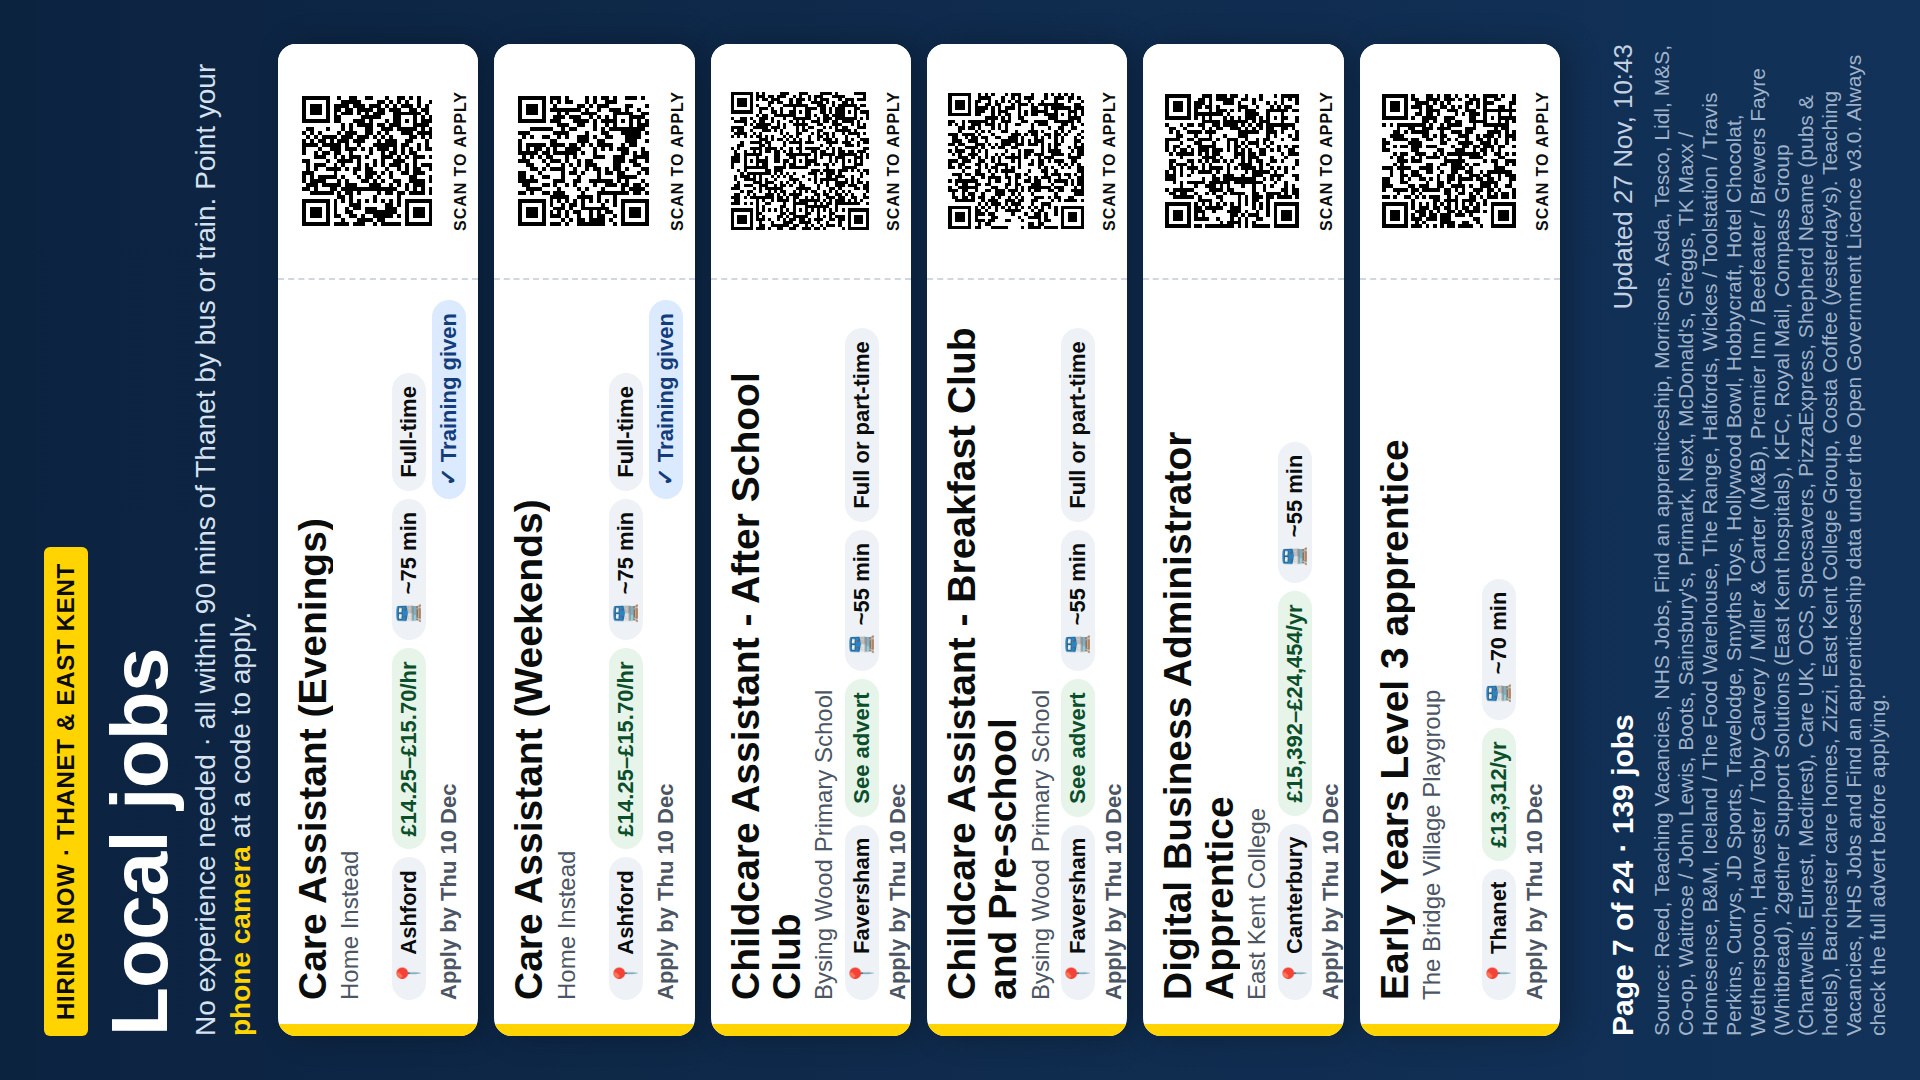 HIRING NOW · THANET & EAST KENT
Local jobs
No experience needed · all within 90 mins of Thanet by bus or train. Point your
phone camera at a code to apply.
Care Assistant (Evenings)
Home Instead
📍 Ashford
£14.25–£15.70/hr
🚆 ~75 min
Full-time
✓ Training given
Apply by Thu 10 Dec
SCAN TO APPLY
Care Assistant (Weekends)
Home Instead
📍 Ashford
£14.25–£15.70/hr
🚆 ~75 min
Full-time
✓ Training given
Apply by Thu 10 Dec
SCAN TO APPLY
Childcare Assistant - After School
Club
Bysing Wood Primary School
📍 Faversham
See advert
🚆 ~55 min
Full or part-time
Apply by Thu 10 Dec
SCAN TO APPLY
Childcare Assistant - Breakfast Club
and Pre-school
Bysing Wood Primary School
📍 Faversham
See advert
🚆 ~55 min
Full or part-time
Apply by Thu 10 Dec
SCAN TO APPLY
Digital Business Administrator
Apprentice
East Kent College
📍 Canterbury
£15,392–£24,454/yr
🚆 ~55 min
Apply by Thu 10 Dec
SCAN TO APPLY
Early Years Level 3 apprentice
The Bridge Village Playgroup
📍 Thanet
£13,312/yr
🚆 ~70 min
Apply by Thu 10 Dec
SCAN TO APPLY
Page 7 of 24 · 139 jobs
Updated 27 Nov, 10:43
Source: Reed, Teaching Vacancies, NHS Jobs, Find an apprenticeship, Morrisons, Asda, Tesco, Lidl, M&S,
Co-op, Waitrose / John Lewis, Boots, Sainsbury's, Primark, Next, McDonald's, Greggs, TK Maxx /
Homesense, B&M, Iceland / The Food Warehouse, The Range, Halfords, Wickes / Toolstation / Travis
Perkins, Currys, JD Sports, Travelodge, Smyths Toys, Hollywood Bowl, Hobbycraft, Hotel Chocolat,
Wetherspoon, Harvester / Toby Carvery / Miller & Carter (M&B), Premier Inn / Beefeater / Brewers Fayre
(Whitbread), 2gether Support Solutions (East Kent hospitals), KFC, Royal Mail, Compass Group
(Chartwells, Eurest, Medirest), Care UK, OCS, Specsavers, PizzaExpress, Shepherd Neame (pubs &
hotels), Barchester care homes, Zizzi, East Kent College Group, Costa Coffee (yesterday's). Teaching
Vacancies, NHS Jobs and Find an apprenticeship data under the Open Government Licence v3.0. Always
check the full advert before applying.